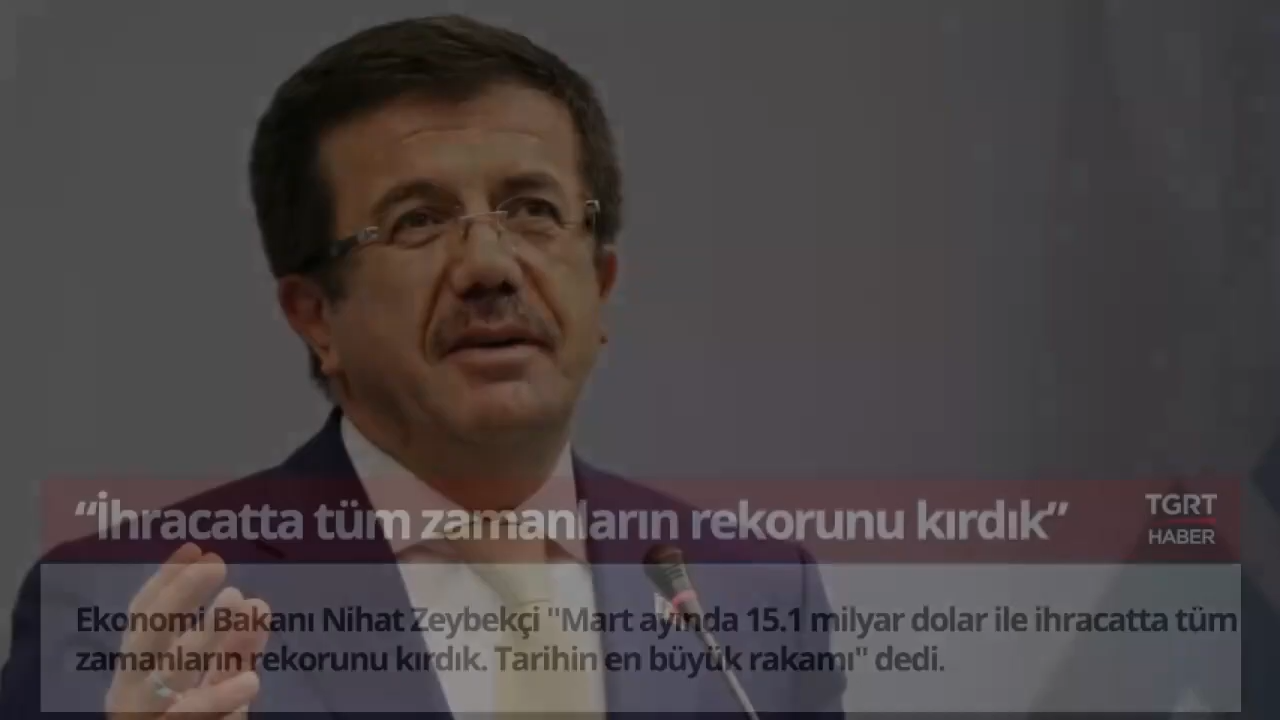 “İhracatta tüm zamanların rekorunu kırdık”
TGRT
HABER
Ekonomi Bakanı Nihat Zeybekçi "Mart ayında 15.1 milyar dolar ile ihracatta tüm
zamanların rekorunu kırdık. Tarihin en büyük rakamı" dedi.